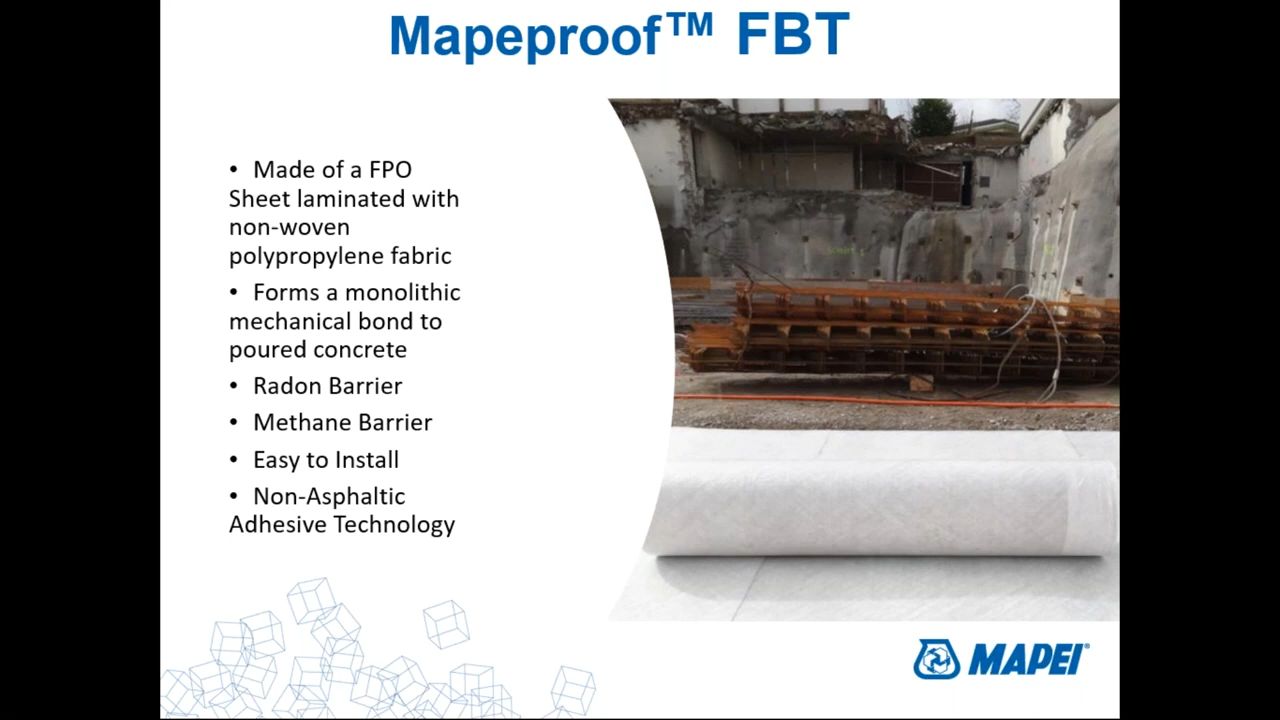 Mapeproof™ FBT
• Made of a FPO
Sheet laminated with
non-woven
polypropylene fabric
• Forms a monolithic
mechanical bond to
poured concrete
• Radon Barrier
• Methane Barrier
• Easy to Install
• Non-Asphaltic
Adhesive Technology
MAPEI®